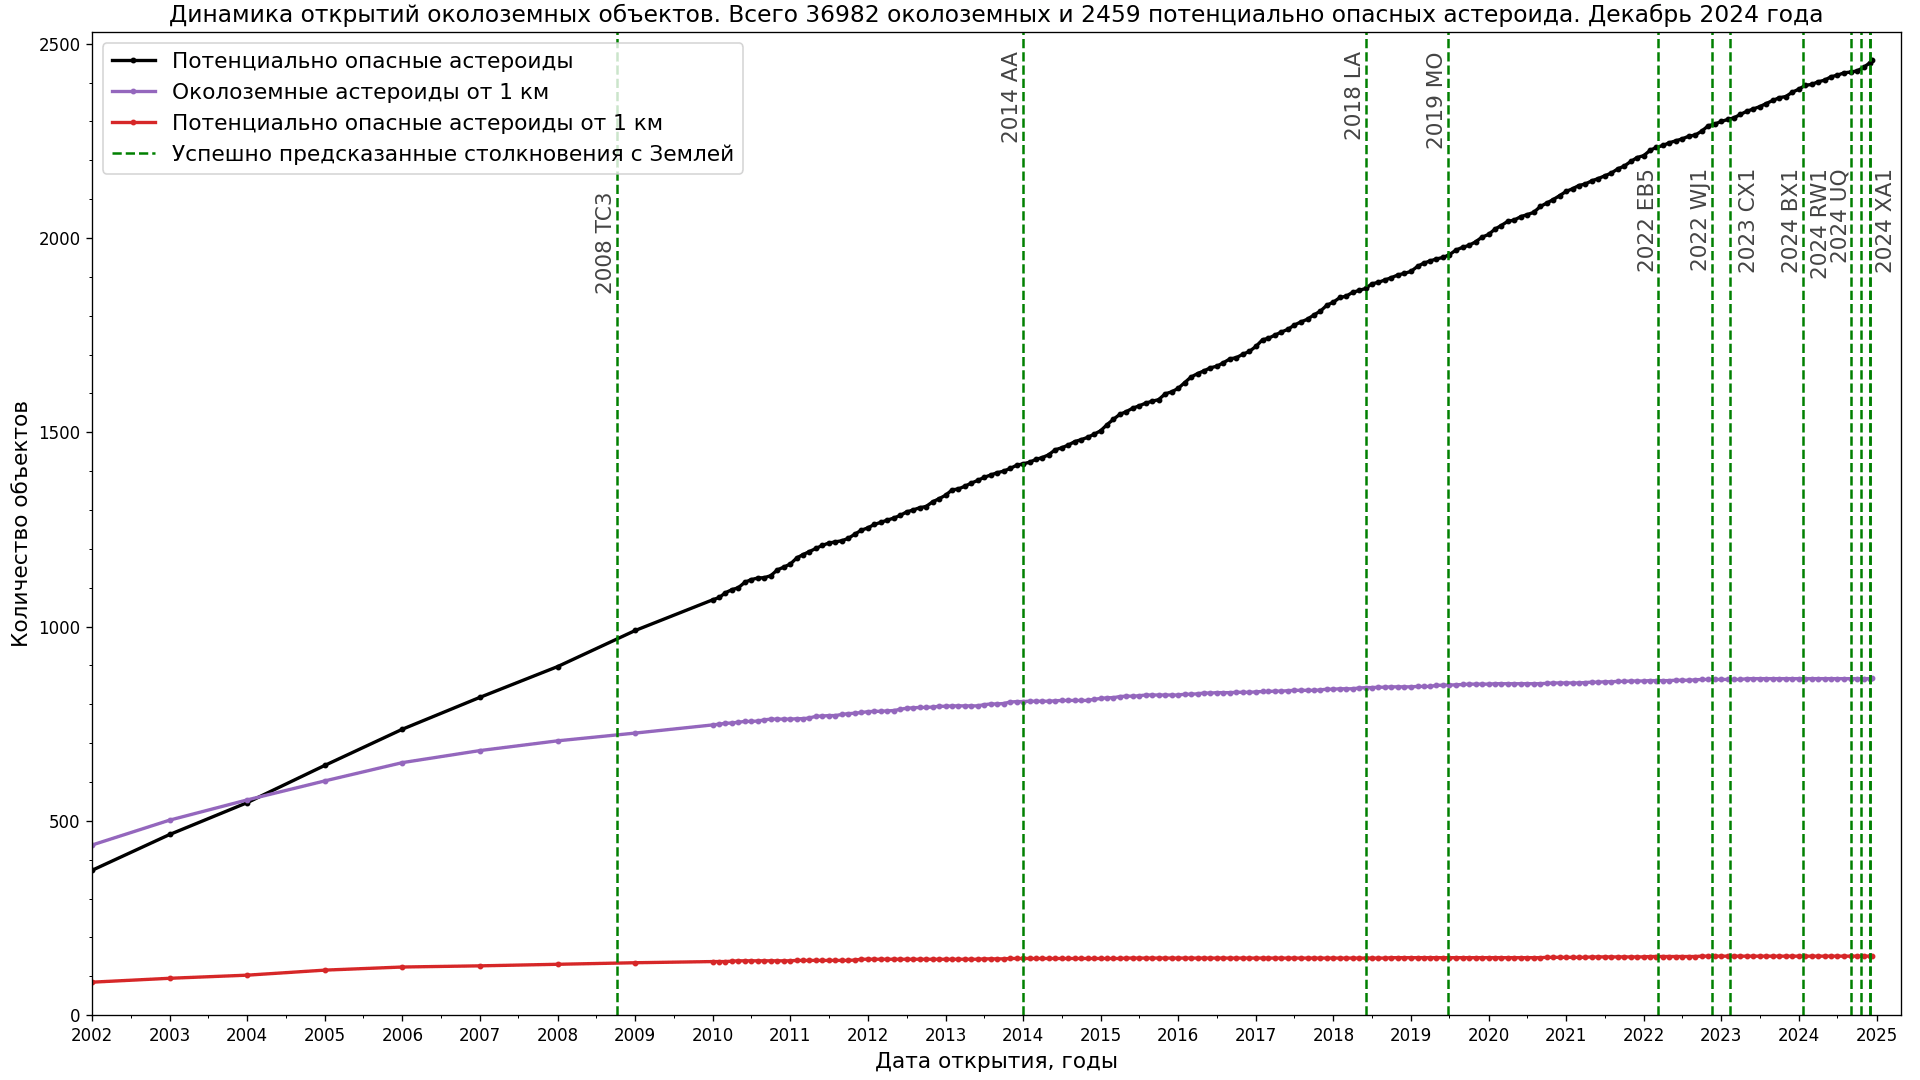 Динамика открытий околоземных объектов. Всего 36982 околоземных и 2459 потенциально опасных астероида. Декабрь 2024 года
Потенциально опасные астероиды
Околоземные астероиды от 1 км
Потенциально опасные астероиды от 1 км
Успешно предсказанные столкновения с Землей
2008 TC3
2014 AA
2018 LA
2019 MO
2022 EB5
2022 WJ1
2023 CX1
2024 BX1
2024 RW1
2024 UQ
2024 XA1
Количество объектов
2500
2000
1500
1000
500
0
2002 2003 2004 2005 2006 2007 2008 2009 2010 2011 2012 2013 2014 2015 2016 2017 2018 2019 2020 2021 2022 2023 2024 2025
Дата открытия, годы